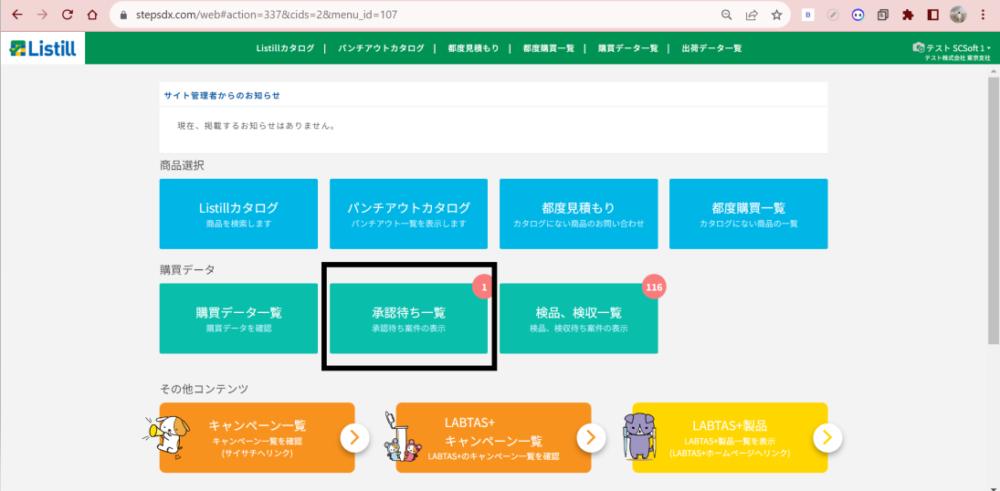 stepsdx.com/web#action=337&cids=2&menu_id=107
B
Listill
Listillカタログ | パンチアウトカタログ | 都度見積もり | 都度購買一覧 | 購買データ一覧 | 出荷データ一覧
テスト SCSoft 1
テスト株式会社 東京支社
サイト管理者からのお知らせ
現在、掲載するお知らせはありません。
商品選択
Listillカタログ
商品を検索します
パンチアウトカタログ
パンチアウト一覧を表示します
都度見積もり
カタログにない商品のお問い合わせ
都度購買一覧
カタログにない商品の一覧
購買データ
購買データ一覧
購買データを確認
1
承認待ち一覧
承認待ち案件の表示
116
検品、検収一覧
検品、検収待ち案件の表示
その他コンテンツ
キャンペーン一覧
キャンペーン一覧を確認
(サイサチへリンク)
LABTAS+
キャンペーン一覧
LABTAS+のキャンペーン一覧を確認
LABTAS+製品
LABTAS+製品一覧を表示
(LABTAS+ホームページへリンク)